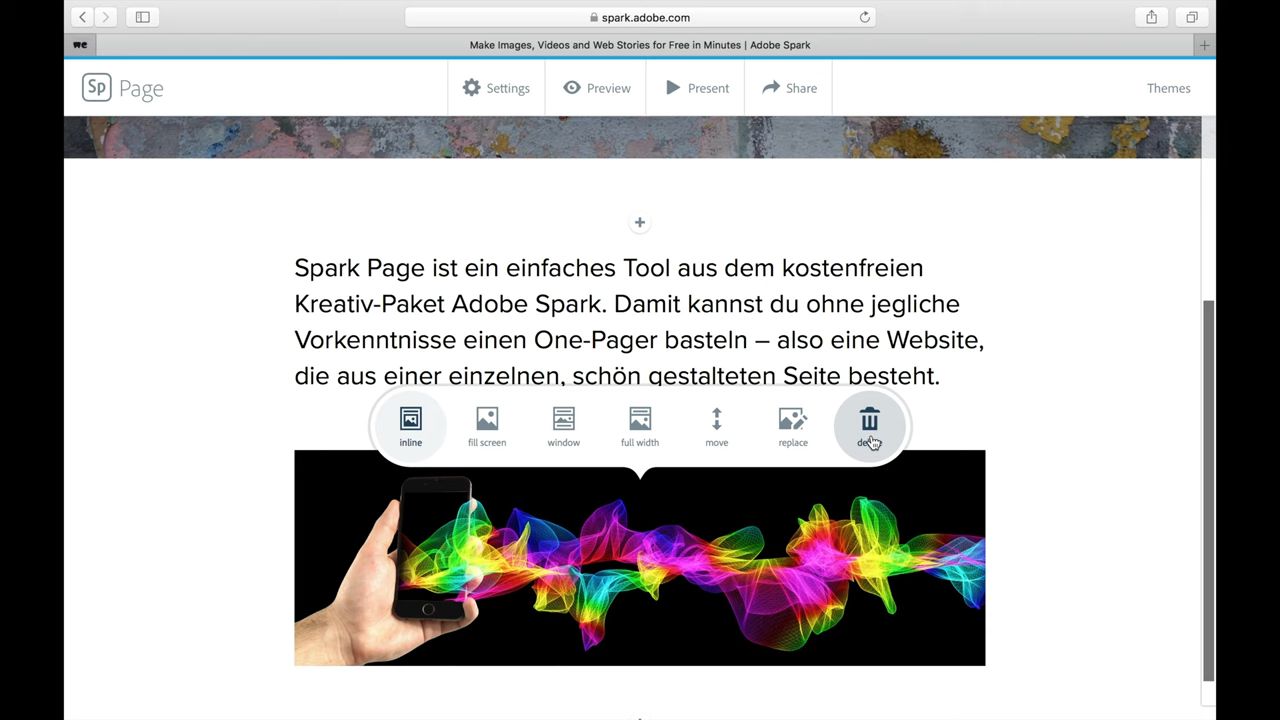 spark.adobe.com
we
Make Images, Videos and Web Stories for Free in Minutes | Adobe Spark
Sp Page
Settings
Preview
Present
Share
Themes
Spark Page ist ein einfaches Tool aus dem kostenfreien
Kreativ-Paket Adobe Spark. Damit kannst du ohne jegliche
Vorkenntnisse einen One-Pager basteln – also eine Website,
die aus einer einzelnen, schön gestalteten Seite besteht.
inline
fill screen
window
full width
move
replace